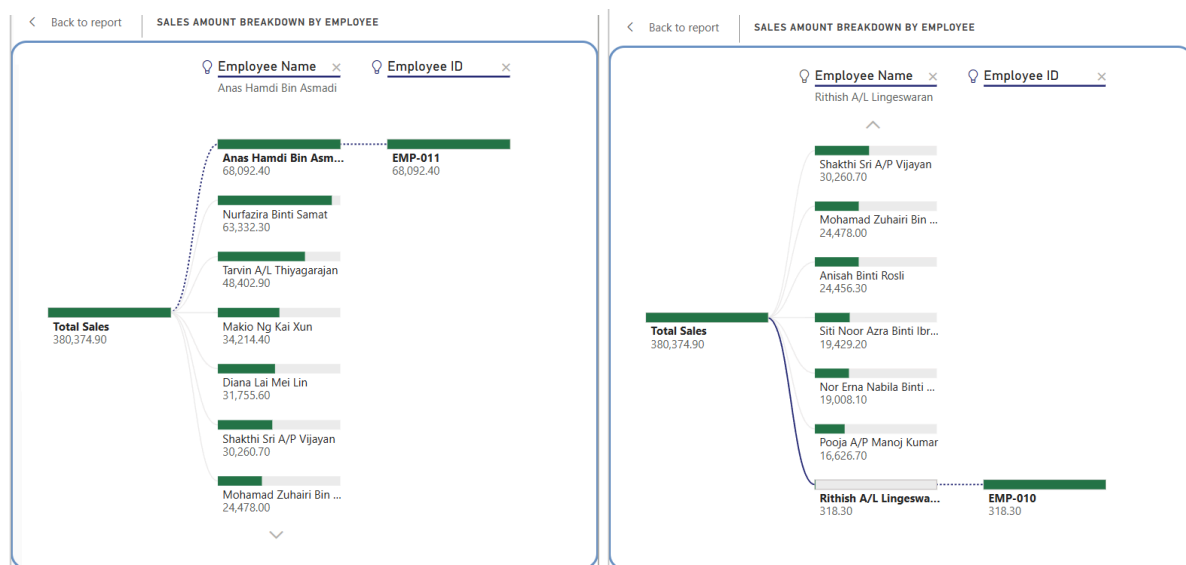 Back to report
SALES AMOUNT BREAKDOWN BY EMPLOYEE
Employee Name
Employee ID
Anas Hamdi Bin Asmadi
Anas Hamdi Bin Asm...
68,092.40
EMP-011
68,092.40
Nurfazira Binti Samat
63,332.30
Tarvin A/L Thiyagarajan
48,402.90
Total Sales
380,374.90
Makio Ng Kai Xun
34,214.40
Diana Lai Mei Lin
31,755.60
Shakthi Sri A/P Vijayan
30,260.70
Mohamad Zuhairi Bin ...
24,478.00
Back to report
SALES AMOUNT BREAKDOWN BY EMPLOYEE
Employee Name
Employee ID
Rithish A/L Lingeswaran
Shakthi Sri A/P Vijayan
30,260.70
Mohamad Zuhairi Bin ...
24,478.00
Anisah Binti Rosli
24,456.30
Total Sales
380,374.90
Siti Noor Azra Binti Ibr...
19,429.20
Nor Erna Nabila Binti ...
19,008.10
Pooja A/P Manoj Kumar
16,626.70
Rithish A/L Lingeswa...
318.30
EMP-010
318.30